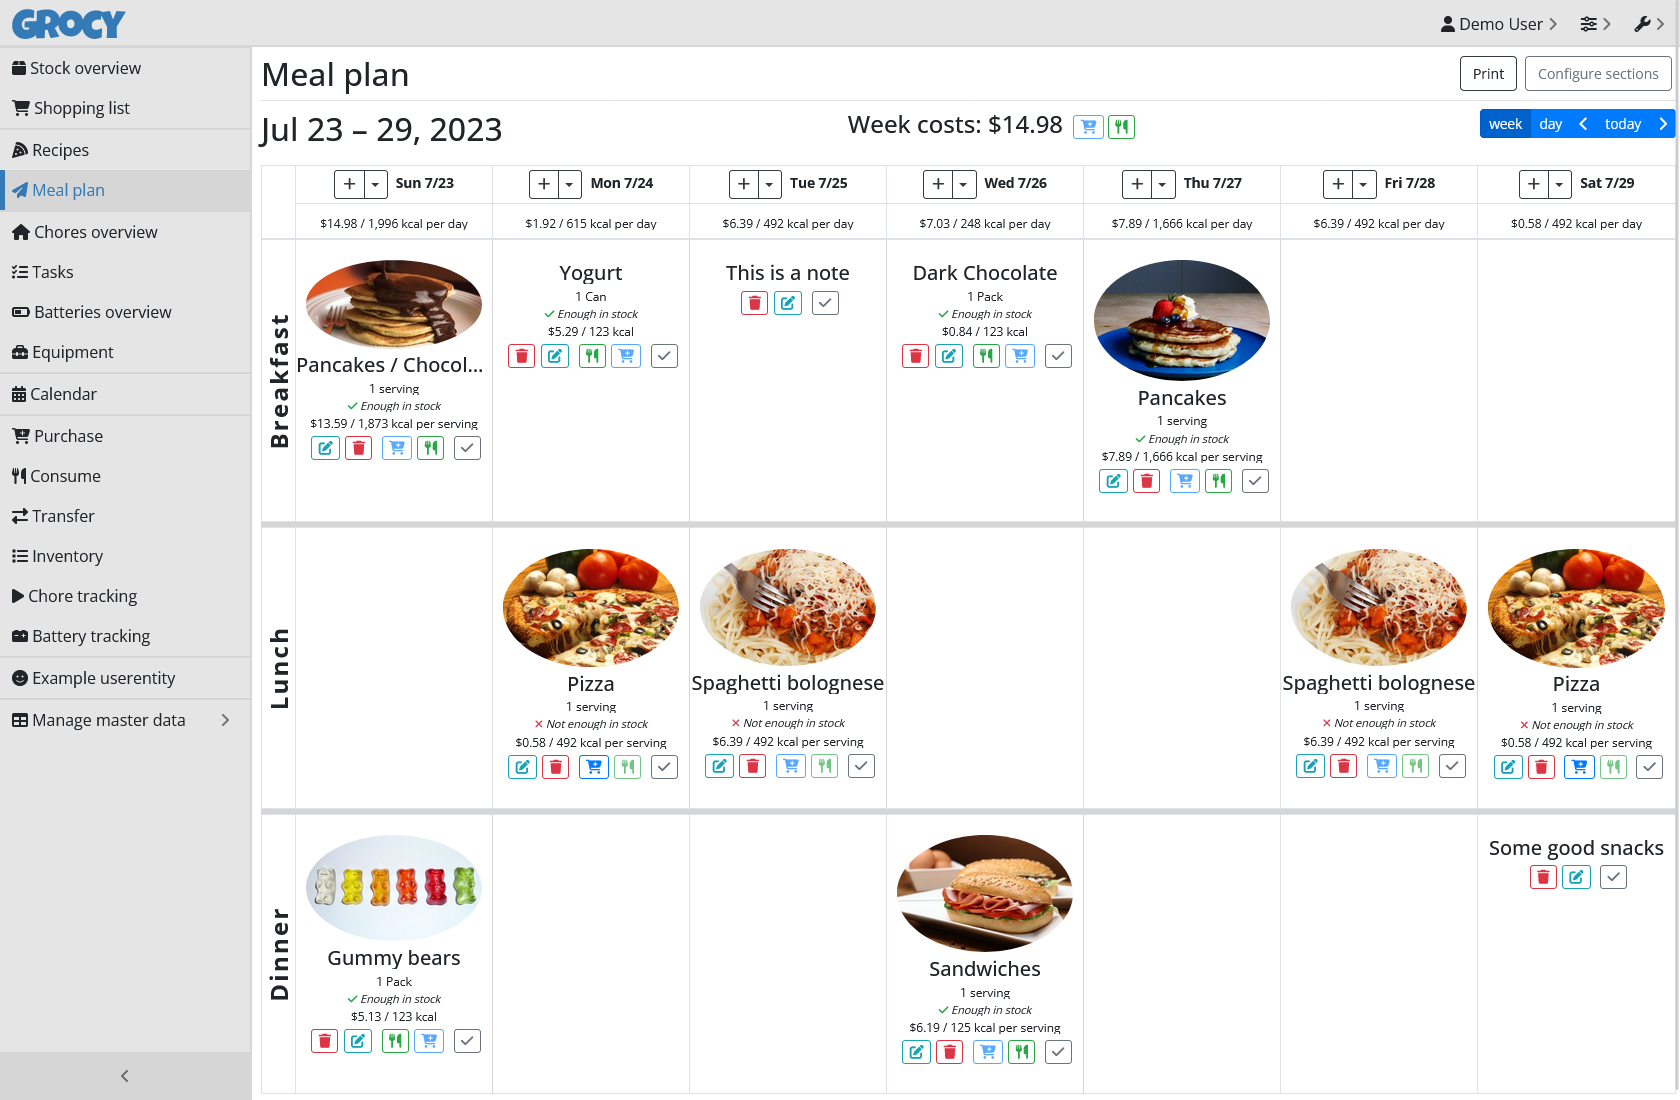 GROCY
Demo User
Stock overview
Shopping list
Recipes
Meal plan
Chores overview
Tasks
Batteries overview
Equipment
Calendar
Purchase
Consume
Transfer
Inventory
Chore tracking
Battery tracking
Example userentity
Manage master data
Meal plan
Print
Configure sections
Jul 23 – 29, 2023
Week costs: $14.98
week day today
Sun 7/23
Mon 7/24
Tue 7/25
Wed 7/26
Thu 7/27
Fri 7/28
Sat 7/29
$14.98 / 1,996 kcal per day
$1.92 / 615 kcal per day
$6.39 / 492 kcal per day
$7.03 / 248 kcal per day
$7.89 / 1,666 kcal per day
$6.39 / 492 kcal per day
$0.58 / 492 kcal per day
Breakfast
Pancakes / Chocol...
1 serving
Enough in stock
$13.59 / 1,873 kcal per serving
Yogurt
1 Can
Enough in stock
$5.29 / 123 kcal
This is a note
Dark Chocolate
1 Pack
Enough in stock
$0.84 / 123 kcal
Pancakes
1 serving
Enough in stock
$7.89 / 1,666 kcal per serving
Lunch
Pizza
1 serving
Not enough in stock
$0.58 / 492 kcal per serving
Spaghetti bolognese
1 serving
Not enough in stock
$6.39 / 492 kcal per serving
Spaghetti bolognese
1 serving
Not enough in stock
$6.39 / 492 kcal per serving
Pizza
1 serving
Not enough in stock
$0.58 / 492 kcal per serving
Dinner
Gummy bears
1 Pack
Enough in stock
$5.13 / 123 kcal
Sandwiches
1 serving
Enough in stock
$6.19 / 125 kcal per serving
Some good snacks